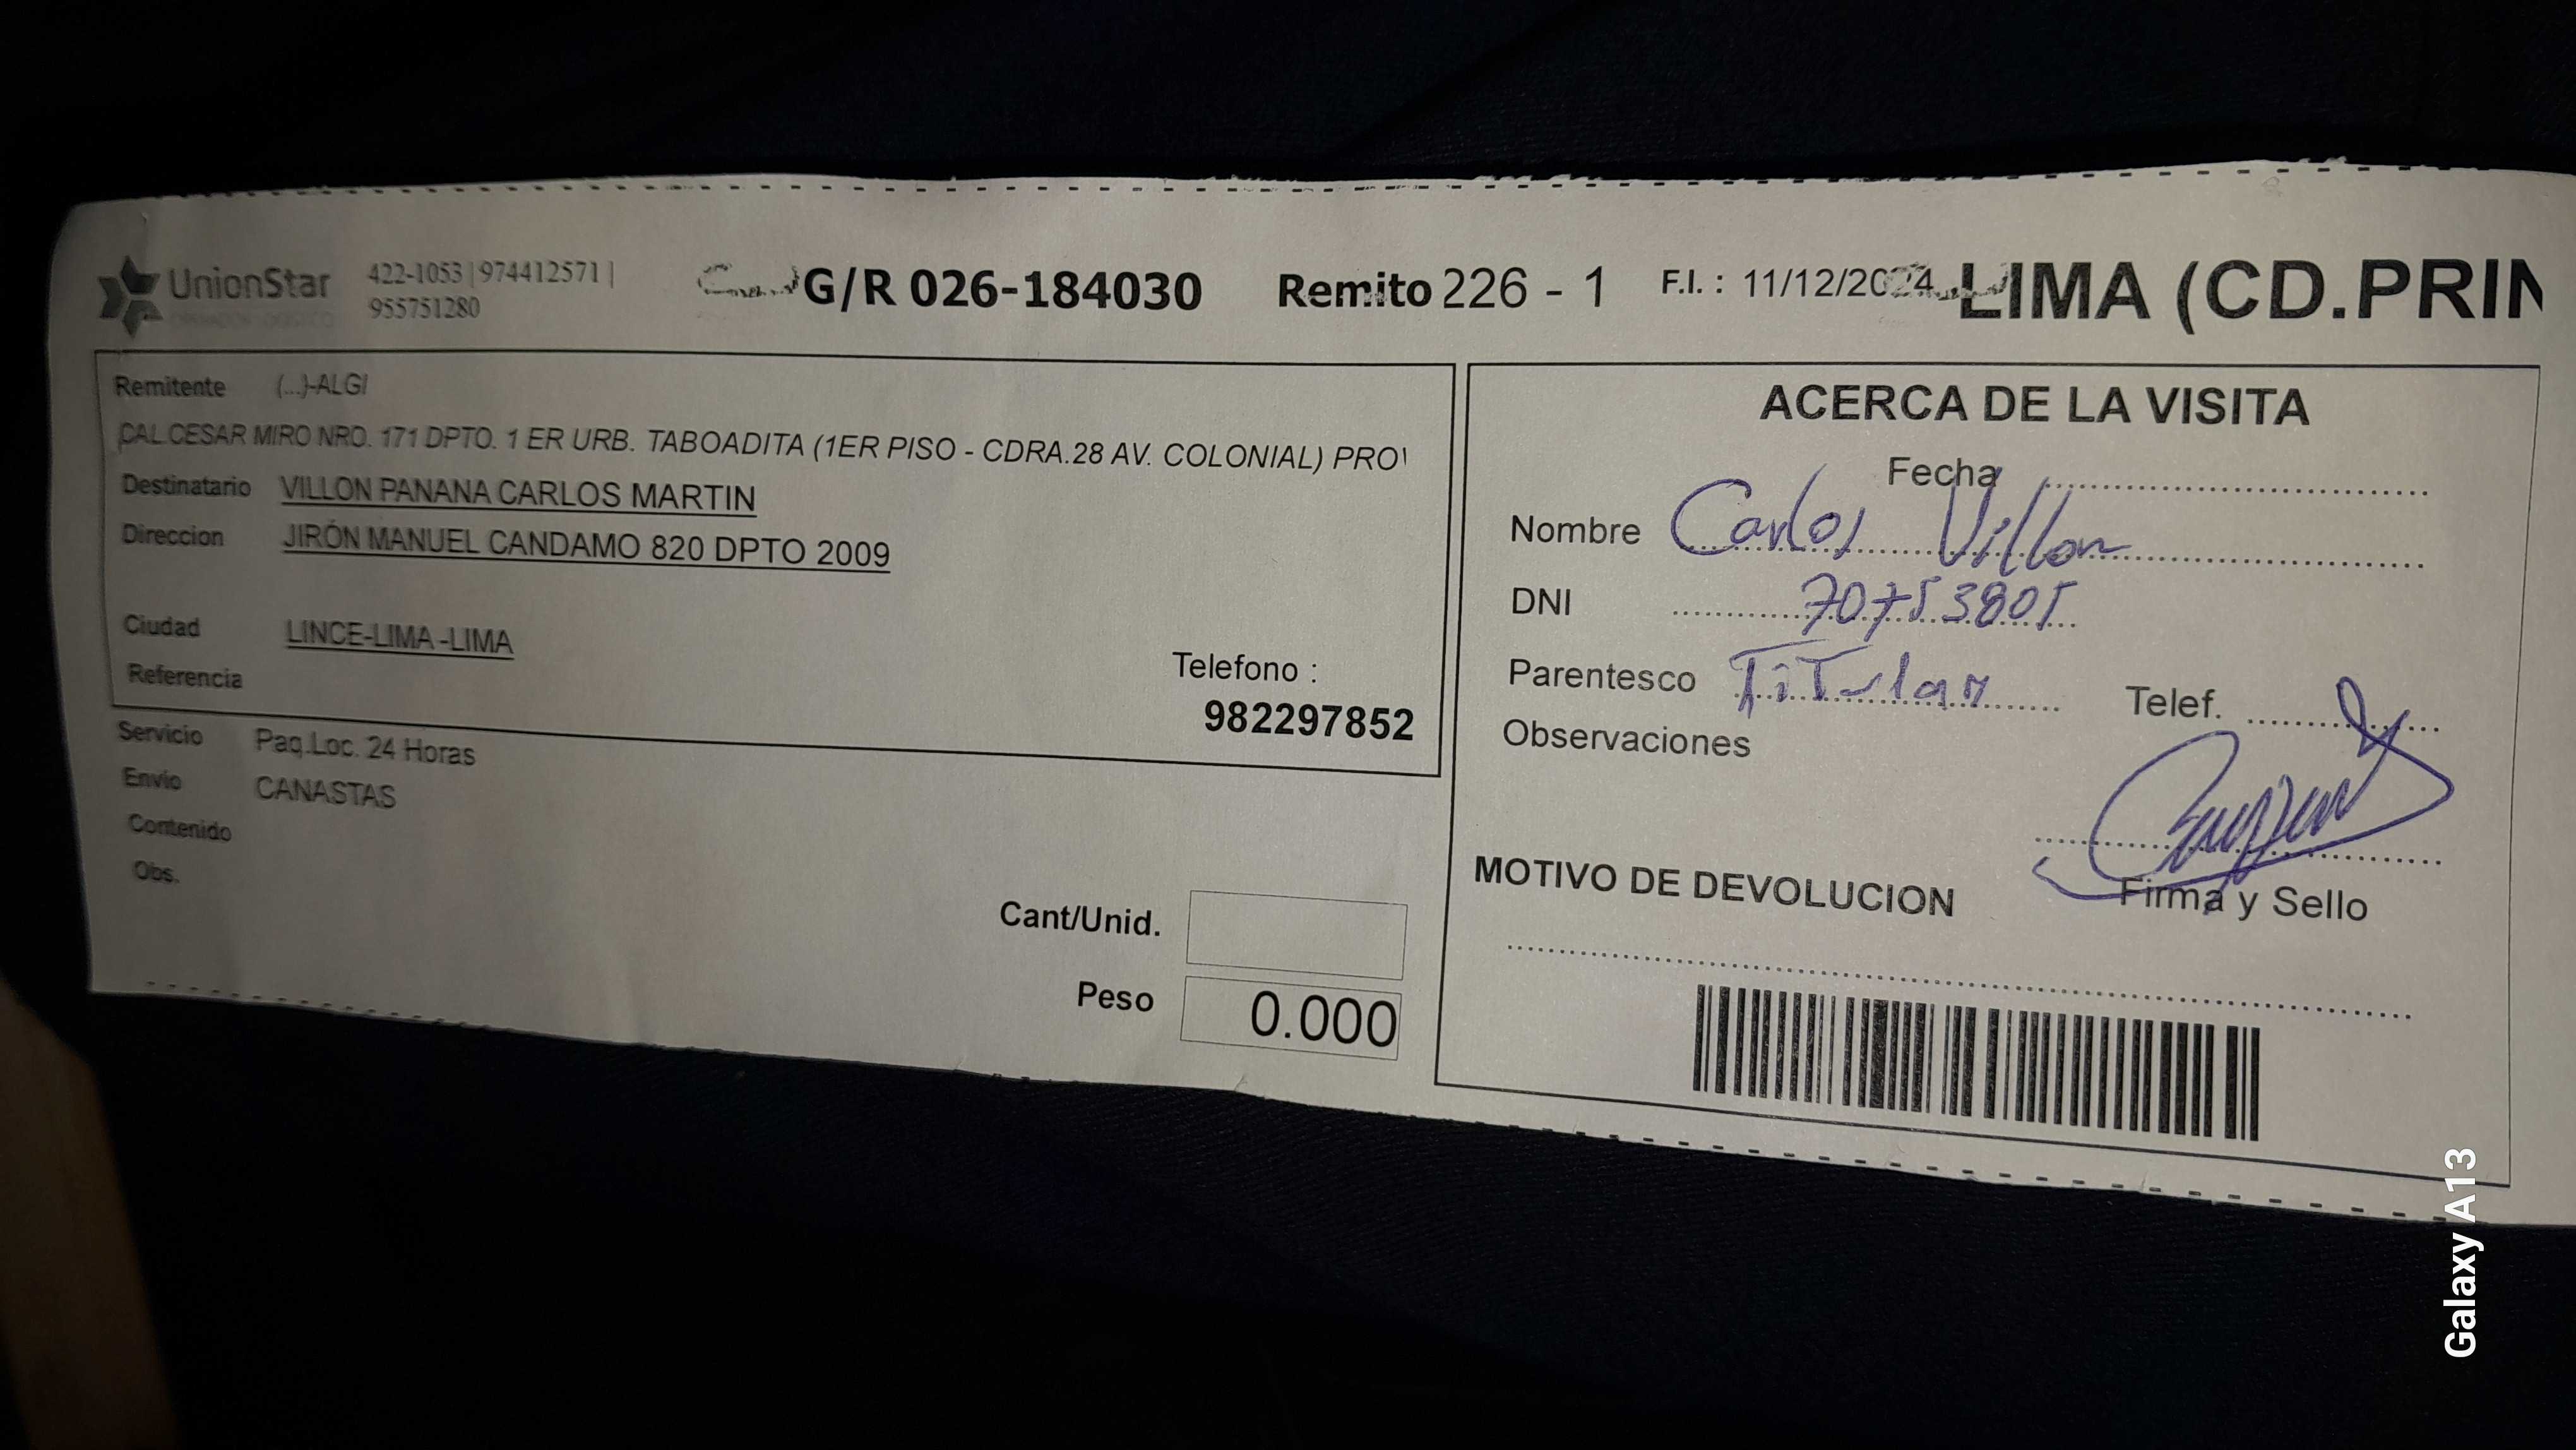 UnionStar
422-1053 | 974412571 |
955751280
G/R 026-184030
Remito 226 - 1
F.I. : 11/12/2024
LIMA (CD.PRIN
Remitente (...)-ALGI
CAL.CESAR MIRO NRO. 171 DPTO. 1 ER URB. TABOADITA (1ER PISO - CDRA.28 AV. COLONIAL) PROV
Destinatario VILLON PANANA CARLOS MARTIN
Direccion JIRÓN MANUEL CANDAMO 820 DPTO 2009
Ciudad LINCE-LIMA-LIMA
Referencia
Telefono :
982297852
Servicio Paq.Loc. 24 Horas
Envio CANASTAS
Contenido
Obs.
Cant/Unid.
Peso 0.000
ACERCA DE LA VISITA
Fecha
Nombre Carlos Villon
DNI 70753805
Parentesco Titular
Telef.
Observaciones
Firma y Sello
MOTIVO DE DEVOLUCION
Galaxy A13